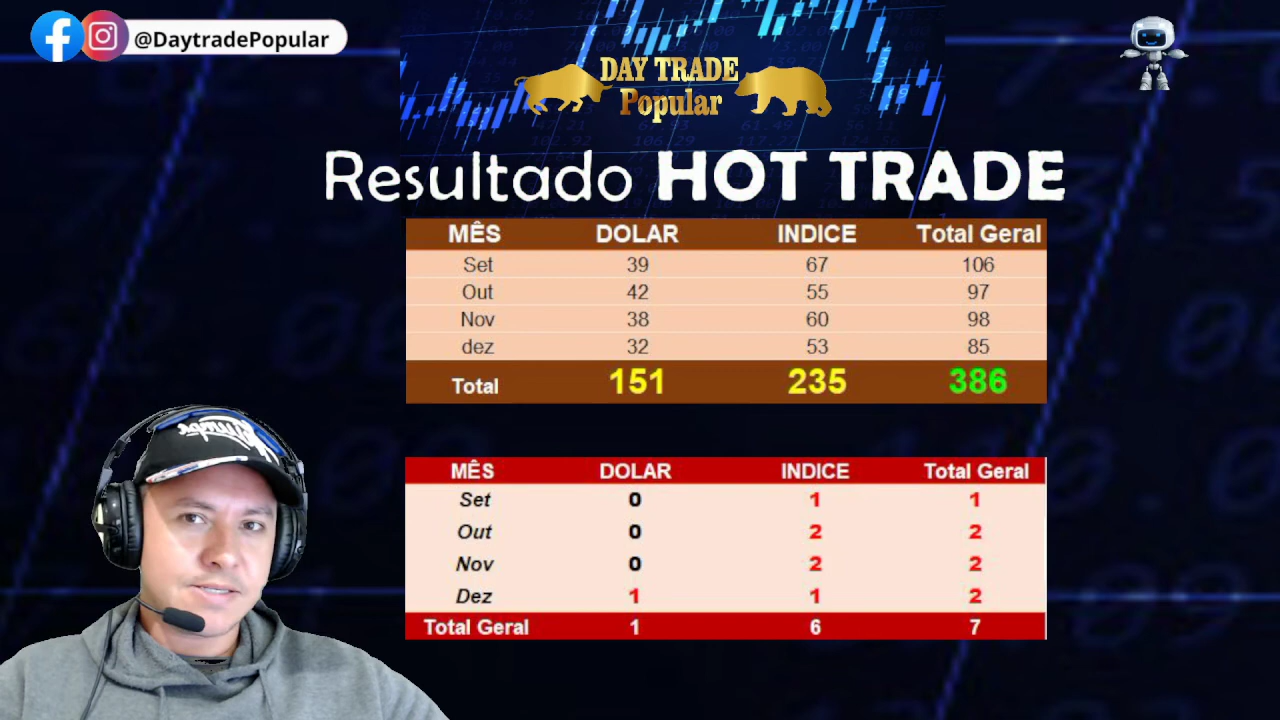 @DaytradePopular
DAY TRADE
Popular
Resultado HOT TRADE
MÊS DOLAR INDICE Total Geral
Set 39 67 106
Out 42 55 97
Nov 38 60 98
dez 32 53 85
Total 151 235 386
MÊS DOLAR INDICE Total Geral
Set 0 1 1
Out 0 2 2
Nov 0 2 2
Dez 1 1 2
Total Geral 1 6 7